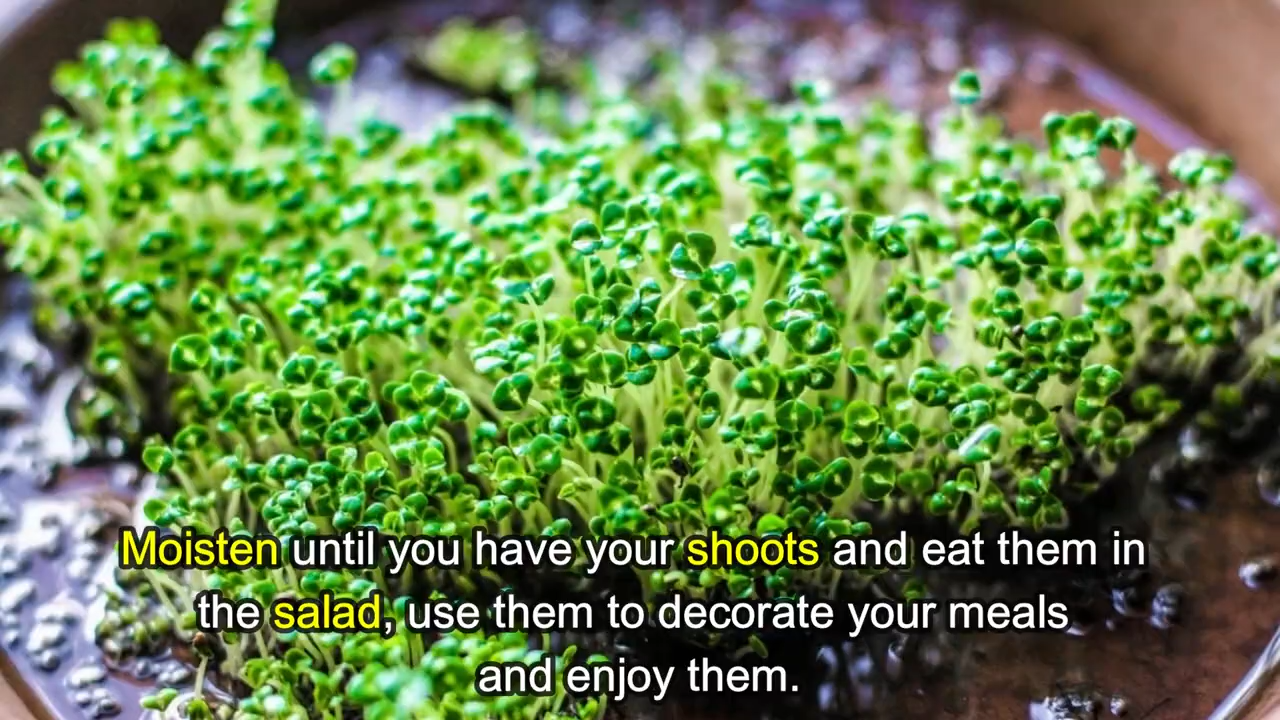 Moisten until you have your shoots and eat them in
the salad, use them to decorate your meals
and enjoy them.